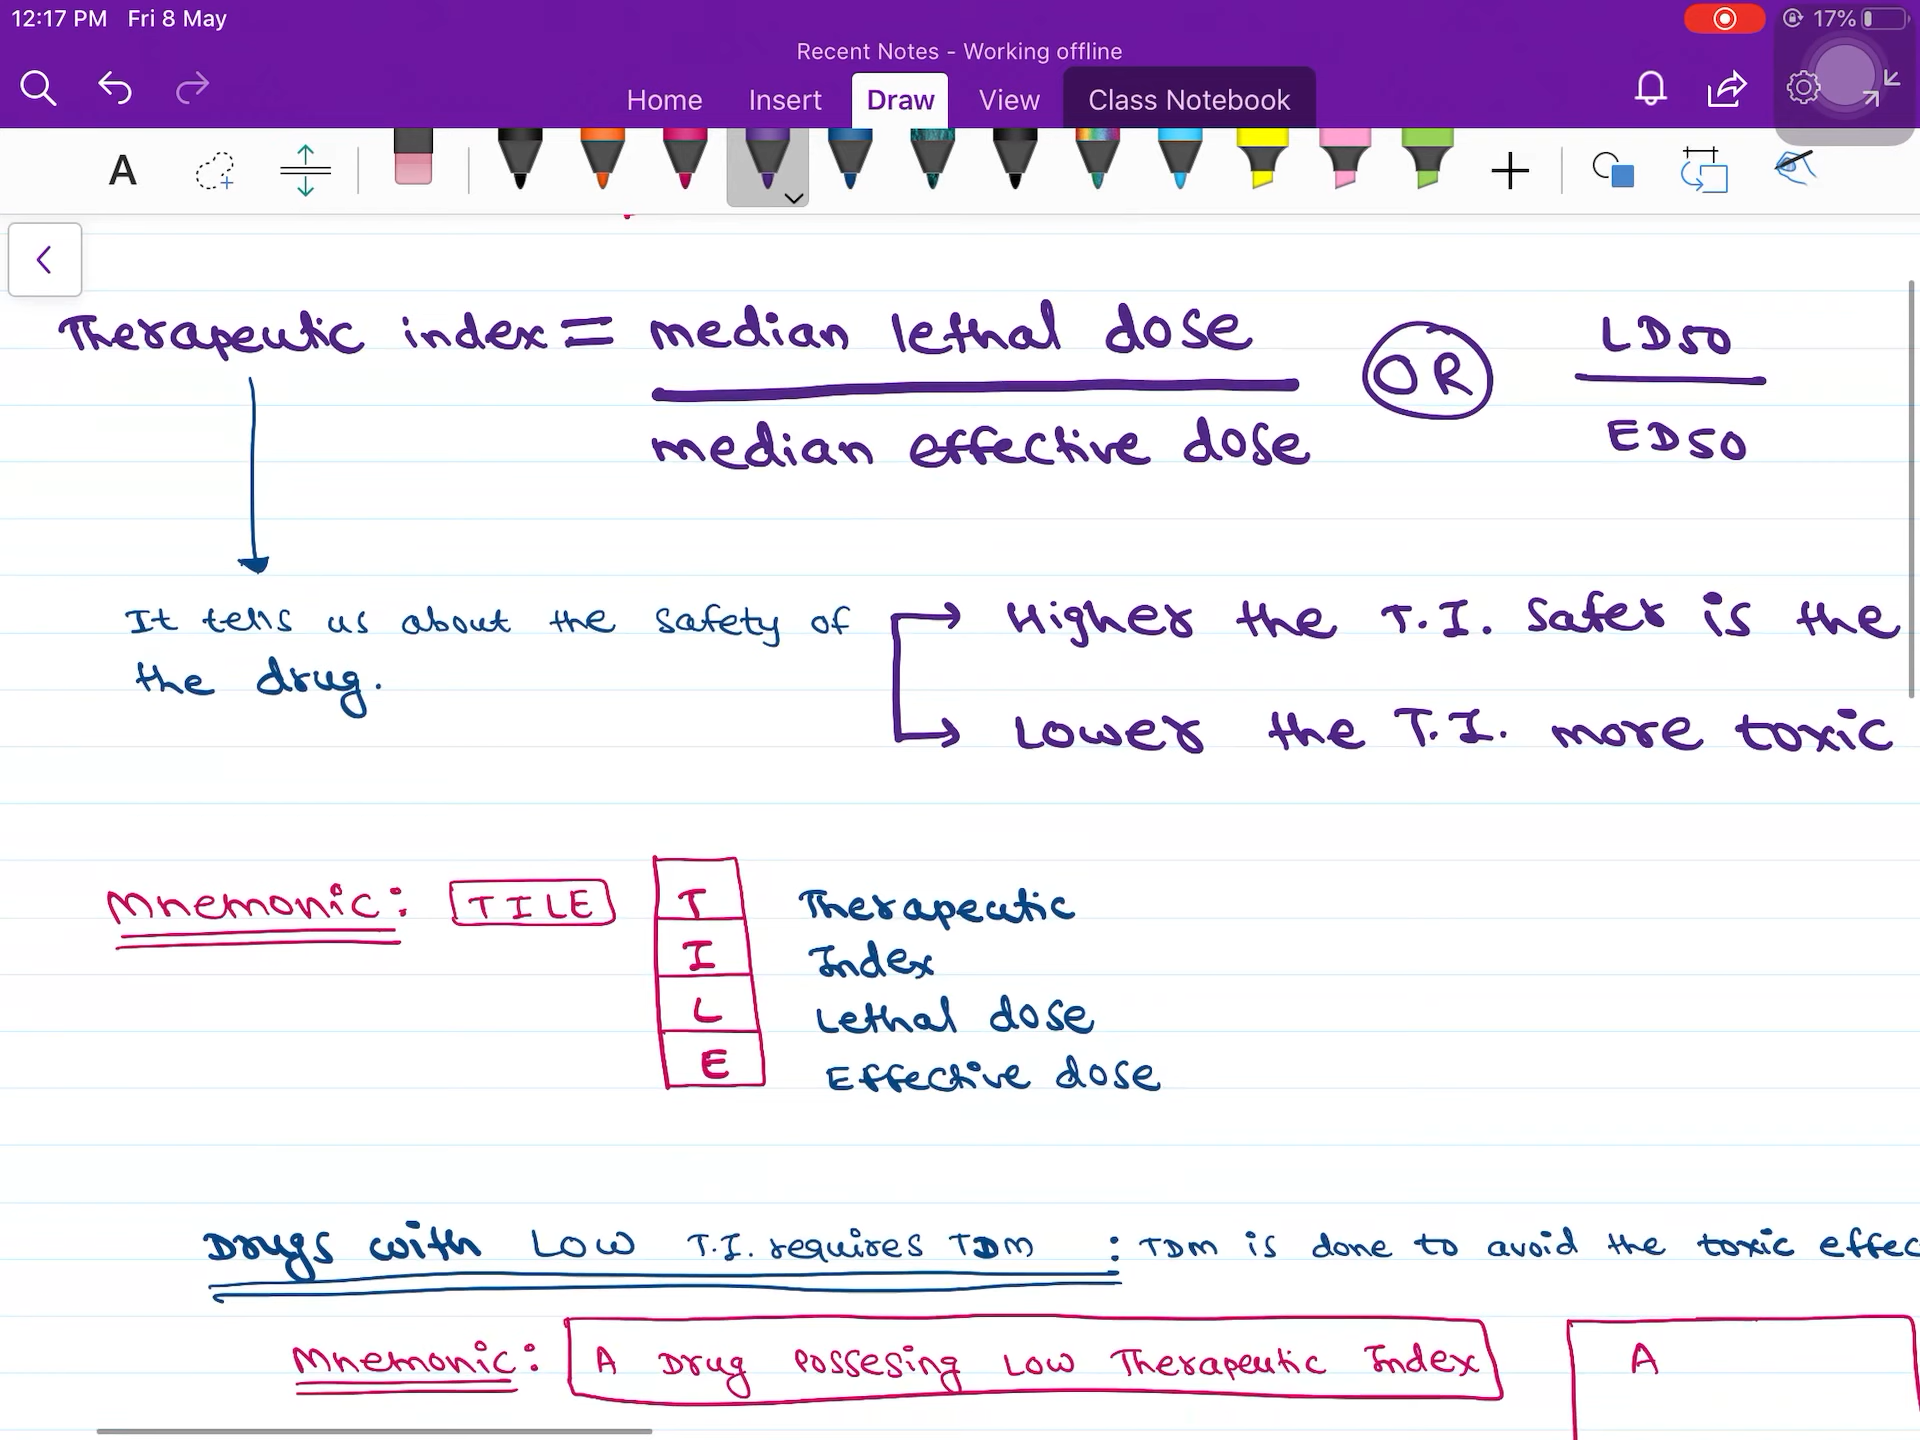 12:17 PM Fri 8 May
17%
Recent Notes - Working offline
Home Insert Draw View Class Notebook
A
Therapeutic index = median lethal dose OR LD50
median effective dose ED50
It tells us about the safety of
the drug.
Higher the T.I. Safer is the
Lower the T.I. more toxic
Mnemonic: TILE
T Therapeutic
I Index
L Lethal dose
E Effective dose
Drugs with Low T.I. requires TDM : TDM is done to avoid the toxic effec
Mnemonic: A Drug Possesing Low Therapeutic Index
A